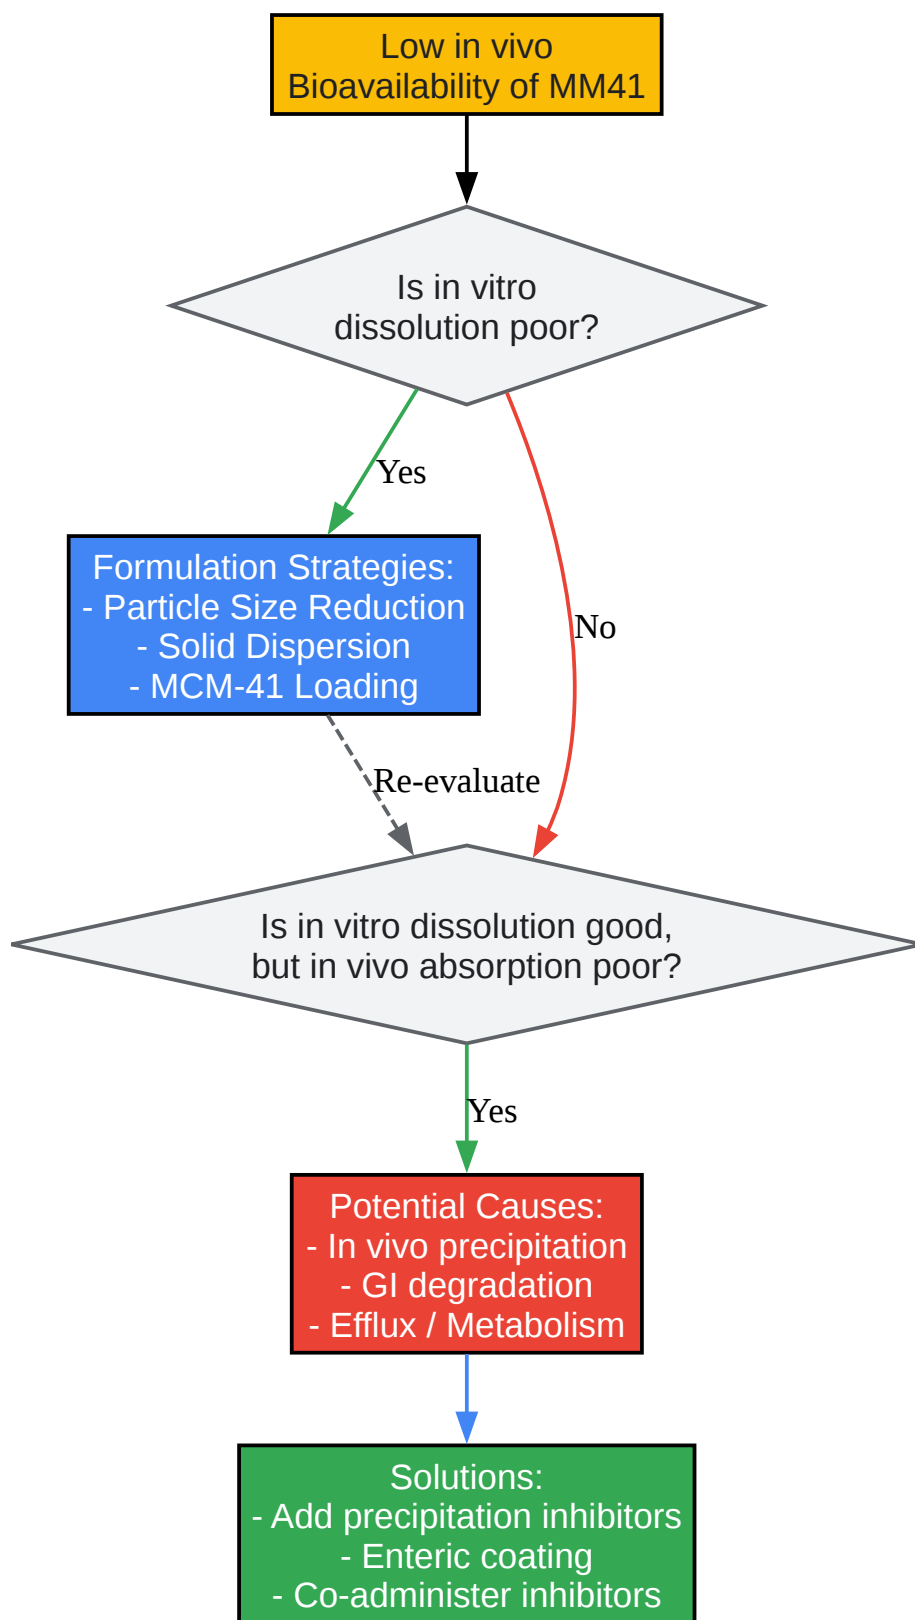 Low in vivo
Bioavailability of MM41
Is in vitro
dissolution poor?
Yes
Formulation Strategies:
- Particle Size Reduction
- Solid Dispersion
- MCM-41 Loading
No
Re-evaluate
Is in vitro dissolution good,
but in vivo absorption poor?
Yes
Potential Causes:
- In vivo precipitation
- GI degradation
- Efflux / Metabolism
Solutions:
- Add precipitation inhibitors
- Enteric coating
- Co-administer inhibitors